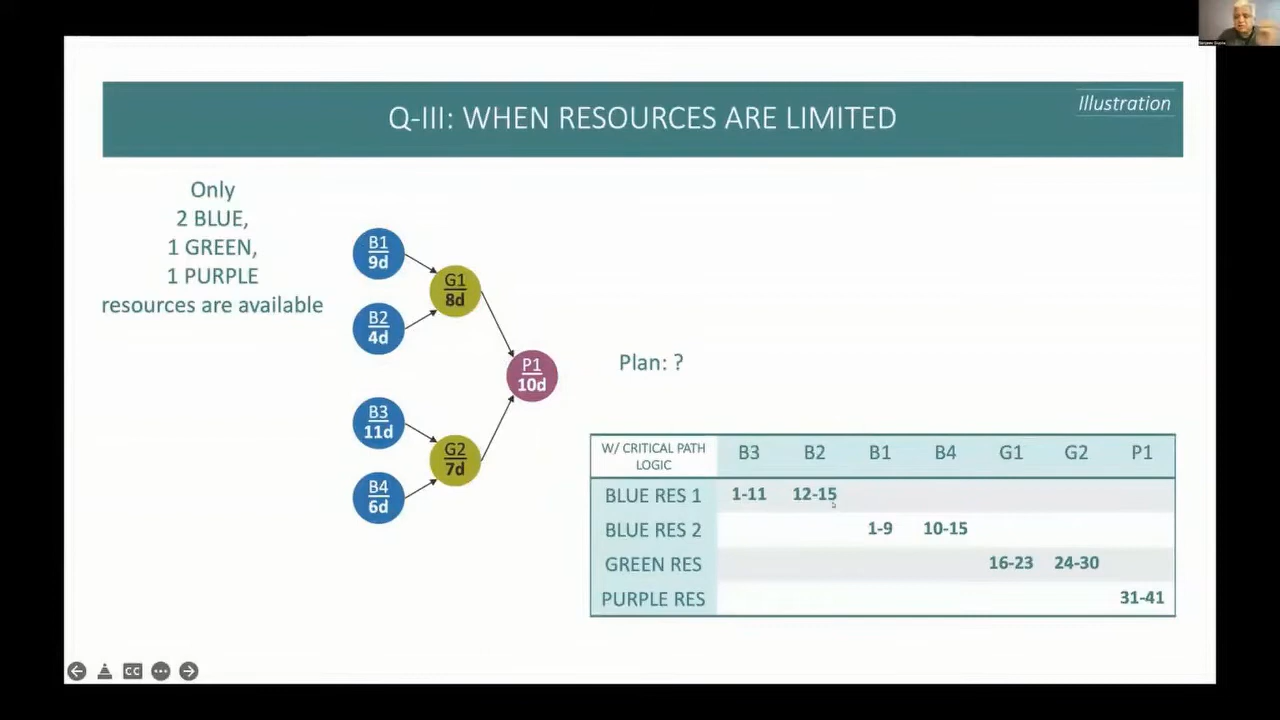 Illustration
Q-III: WHEN RESOURCES ARE LIMITED
Only
2 BLUE,
1 GREEN,
1 PURPLE
resources are available
B1
9d
B2
4d
G1
8d
P1
10d
B3
11d
B4
6d
G2
7d
Plan: ?
W/ CRITICAL PATH
LOGIC
B3 B2 B1 B4 G1 G2 P1
BLUE RES 1 1-11 12-15
BLUE RES 2 1-9 10-15
GREEN RES 16-23 24-30
PURPLE RES 31-41
CC